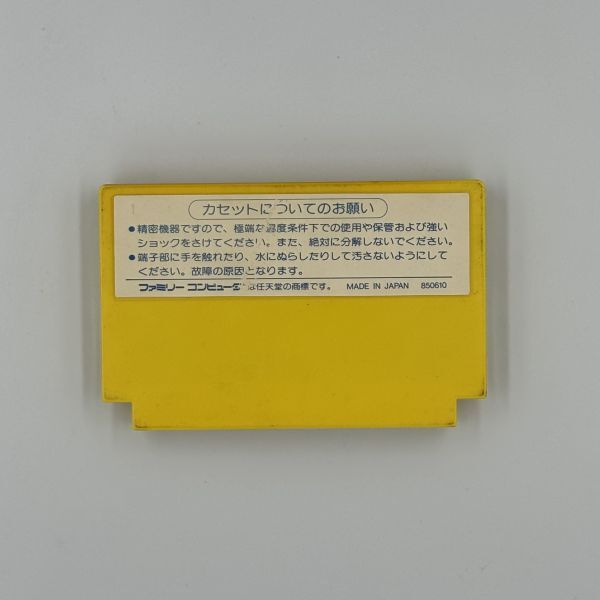 カセットについてのお願い
●精密機器ですので、極端な温度条件下での使用や保管および強い
ショックをさけてください。また、絶対に分解しないでください。
●端子部に手を触れたり、水にぬらしたりして汚さないようにして
ください。故障の原因となります。
ファミリー コンピュータは任天堂の商標です。 MADE IN JAPAN 850610